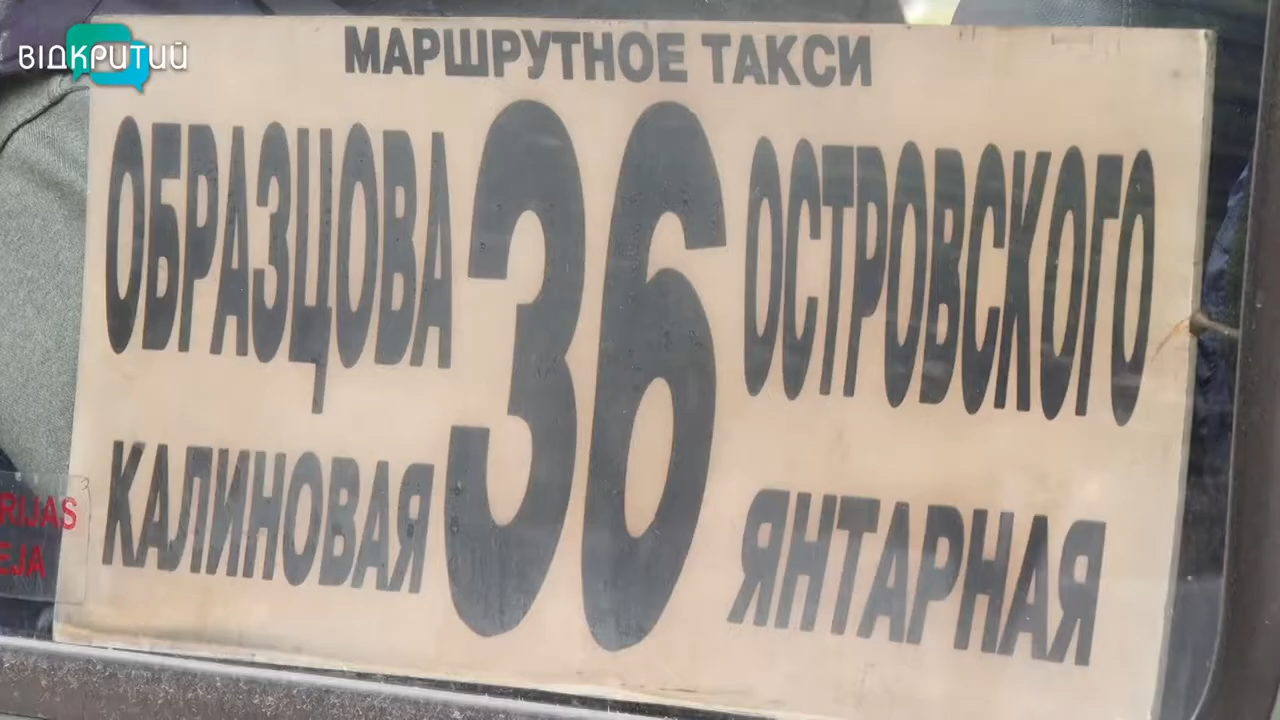 ВІДКРИТИЙ
МАРШРУТНОЕ ТАКСИ
ОБРАЗЦОВА 36 ОСТРОВСКОГО
КАЛИНОВАЯ ЯНТАРНАЯ
RIJAS
EJA